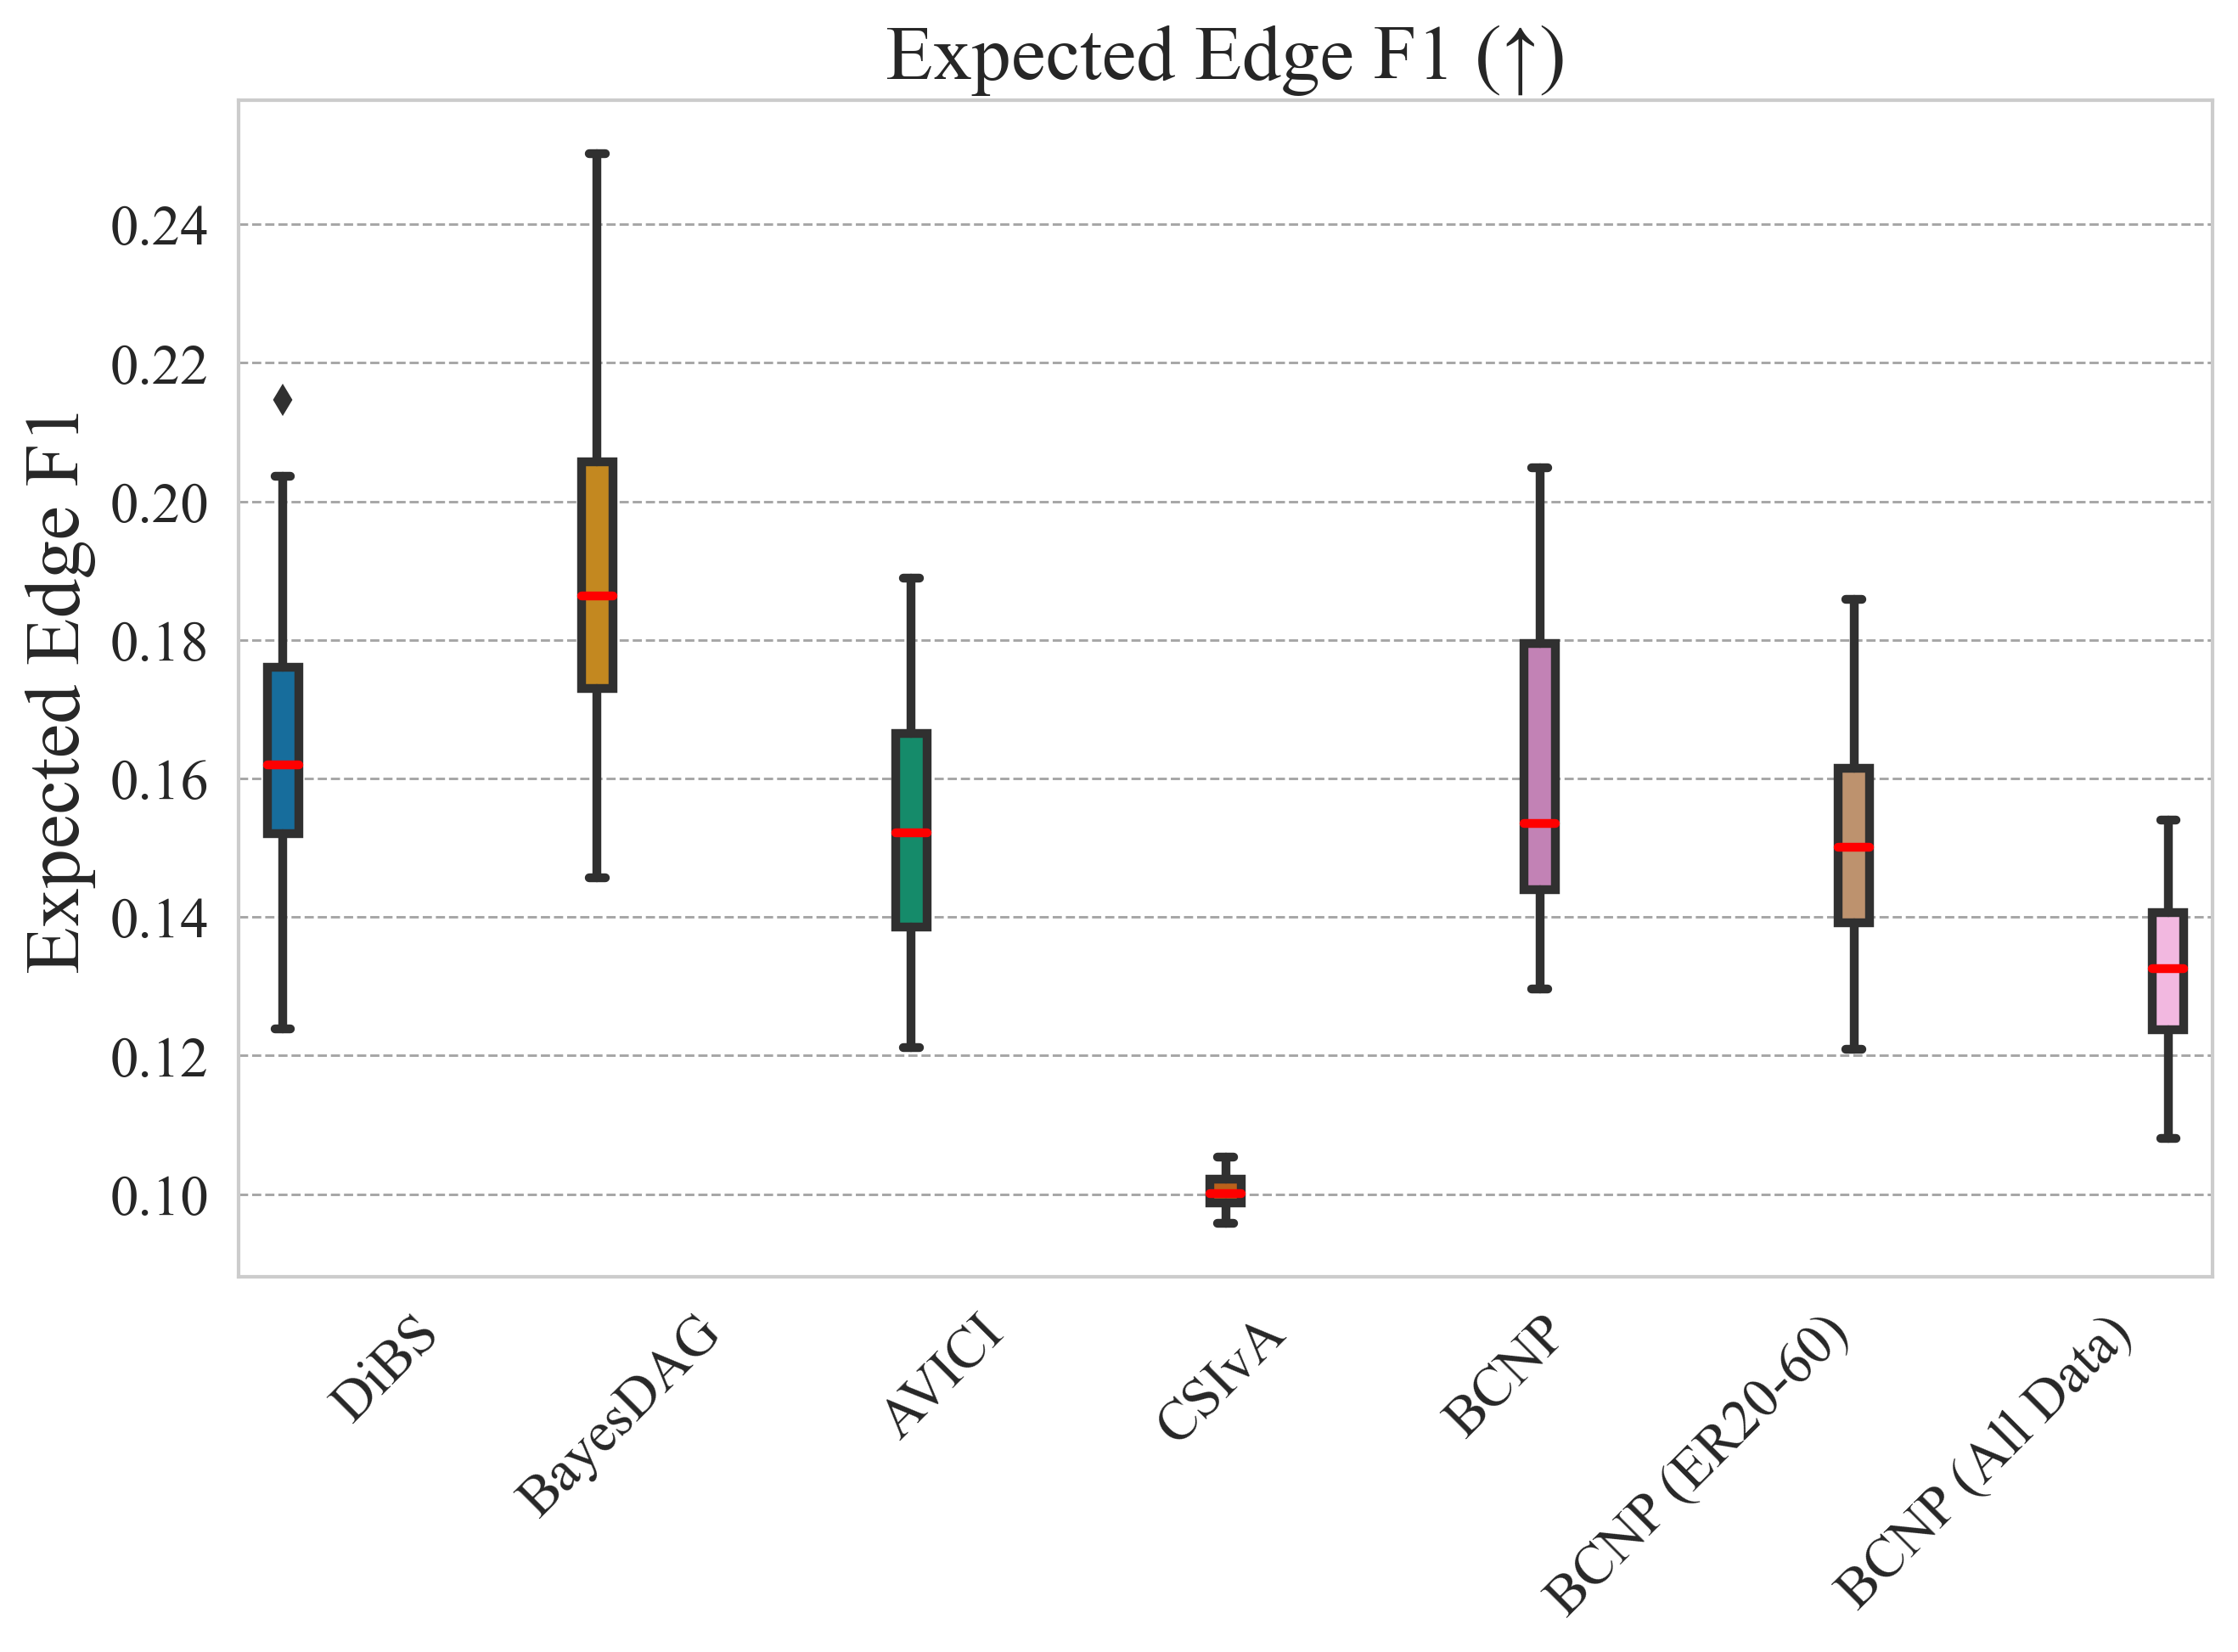 Expected Edge F1 (↑)
Expected Edge F1
0.24
0.22
0.20
0.18
0.16
0.14
0.12
0.10
DiBS
BayesDAG
AVICI
CSIvA
BCNP
BCNP (ER20-60)
BCNP (All Data)